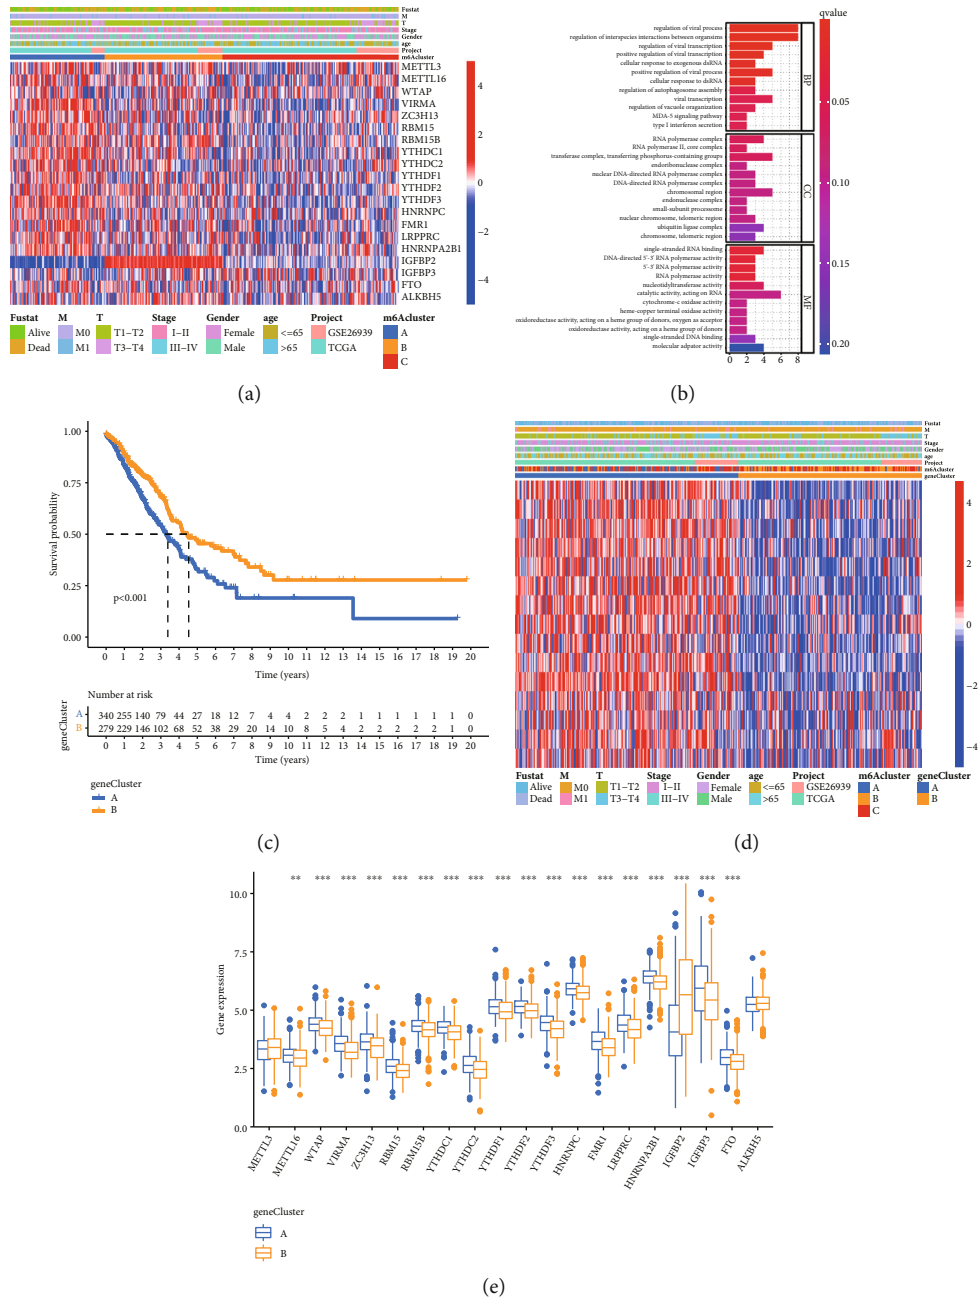 Fustat
M
T
Stage
Gender
age
Project
m6Acluster
METTL3
METTL16
WTAP
VIRMA
ZC3H13
RBM15
RBM15B
YTHDC1
YTHDC2
YTHDF1
YTHDF2
YTHDF3
HNRNPC
FMR1
LRPPRC
HNRNPA2B1
IGFBP2
IGFBP3
FTO
ALKBH5
4
2
0
−2
−4
Fustat M T Stage Gender age Project m6Acluster
Alive M0 T1−T2 I−II Female <=65 GSE26939 A
Dead M1 T3−T4 III−IV Male >65 TCGA B
C
(a)
qvalue
regulation of viral process
regulation of interspecies interactions between organsims
regulation of viral transcription
positive regulation of viral transcription
cellular response to exogenous dsRNA
positive regulation of viral process
cellular response to dsRNA
regulation of autophagosome assembly
viral transcription
regulation of vacuole oraganization
MDA-5 signaling pathway
type I interferon secretion
BP
RNA polymerase complex
RNA polymerase II, core complex
transferase complex, transferring phosphorus-containing groups
endoribonuclease complex
nuclear DNA-directed RNA polymerase complex
DNA-directed RNA polymerase complex
chromosomal region
endonuclease complex
small-subunit processome
nuclear chromosome, telomeric region
ubiquitin ligase complex
chromosome, telomeric region
CC
single-stranded RNA binding
DNA-directed 5'-3' RNA polymerase activity
5'-3' RNA polymerase activity
RNA polymerase activity
nucleotidyltransferase activity
catalytic activity, acting on RNA
cytochrome-c oxidase activity
heme-copper terminal oxidase activity
oxidoreductase activity, acting on a heme group of donors, oxygen as acceptor
oxidoreductase activity, acting on a heme group of donors
single-stranded DNA binding
molecular adpator activity
MF
0 2 4 6 8
0.05
0.10
0.15
0.20
(b)
Survival probability
1.00
0.75
0.50
0.25
0.00
p<0.001
0 1 2 3 4 5 6 7 8 9 10 11 12 13 14 15 16 17 18 19 20
Time (years)
Number at risk
geneCluster
A 340 255 140 79 44 27 18 12 7 4 4 2 2 2 1 1 1 1 1 1 0
B 279 229 146 102 68 52 38 29 20 14 10 8 5 4 2 2 2 2 2 1 0
0 1 2 3 4 5 6 7 8 9 10 11 12 13 14 15 16 17 18 19 20
Time (years)
geneCluster
A
B
(c)
Fustat
M
T
Stage
Gender
age
Project
m6Acluster
geneCluster
4
2
0
−2
−4
Fustat M T Stage Gender age Project m6Acluster geneCluster
Alive M0 T1−T2 I−II Female <=65 GSE26939 A A
Dead M1 T3−T4 III−IV Male >65 TCGA B B
C
(d)
** *** *** *** *** *** *** *** *** *** *** *** *** *** *** *** *** ***
Gene expression
10.0
7.5
5.0
2.5
0.0
METTL3
METTL16
WTAP
VIRMA
ZC3H13
RBM15
RBM15B
YTHDC1
YTHDC2
YTHDF1
YTHDF2
YTHDF3
HNRNPC
FMR1
LRPPRC
HNRNPA2B1
IGFBP2
IGFBP3
FTO
ALKBH5
geneCluster
A
B
(e)